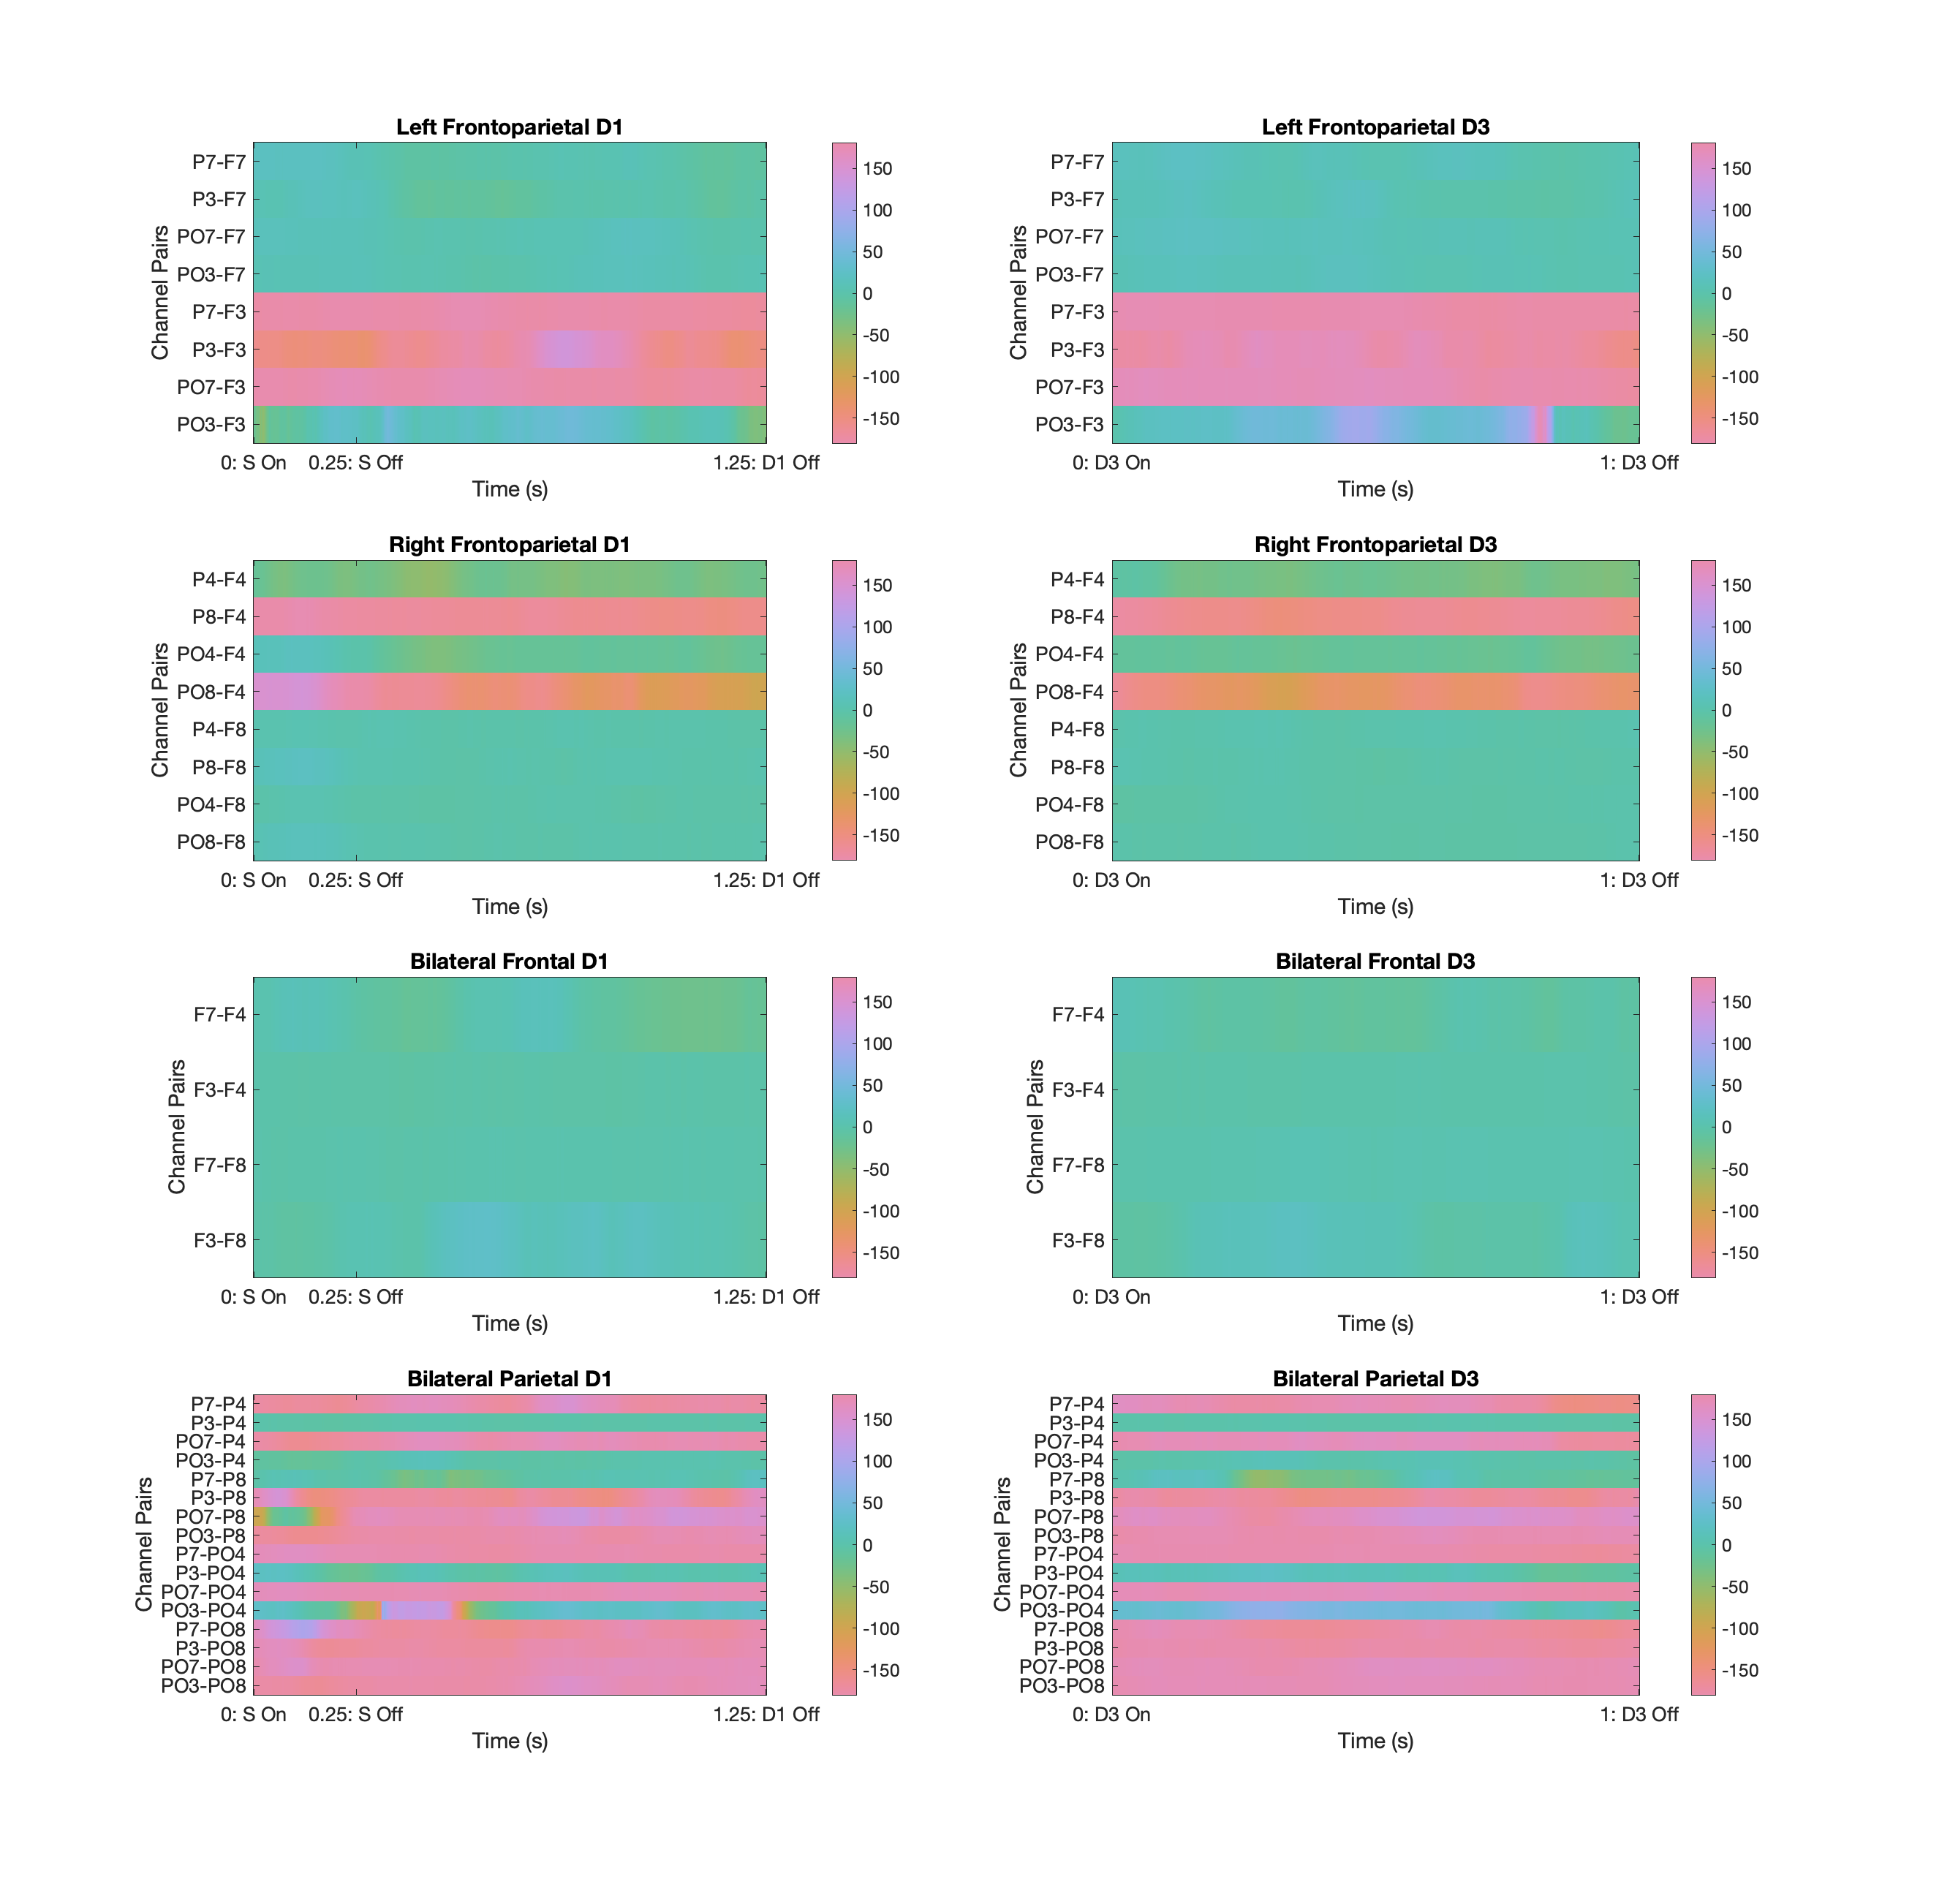 Left Frontoparietal D1
P7-F7
P3-F7
PO7-F7
PO3-F7
P7-F3
P3-F3
PO7-F3
PO3-F3
Channel Pairs
0: S On 0.25: S Off 1.25: D1 Off
Time (s)
150
100
50
0
-50
-100
-150
Left Frontoparietal D3
P7-F7
P3-F7
PO7-F7
PO3-F7
P7-F3
P3-F3
PO7-F3
PO3-F3
Channel Pairs
0: D3 On 1: D3 Off
Time (s)
150
100
50
0
-50
-100
-150
Right Frontoparietal D1
P4-F4
P8-F4
PO4-F4
PO8-F4
P4-F8
P8-F8
PO4-F8
PO8-F8
Channel Pairs
0: S On 0.25: S Off 1.25: D1 Off
Time (s)
150
100
50
0
-50
-100
-150
Right Frontoparietal D3
P4-F4
P8-F4
PO4-F4
PO8-F4
P4-F8
P8-F8
PO4-F8
PO8-F8
Channel Pairs
0: D3 On 1: D3 Off
Time (s)
150
100
50
0
-50
-100
-150
Bilateral Frontal D1
F7-F4
F3-F4
F7-F8
F3-F8
Channel Pairs
0: S On 0.25: S Off 1.25: D1 Off
Time (s)
150
100
50
0
-50
-100
-150
Bilateral Frontal D3
F7-F4
F3-F4
F7-F8
F3-F8
Channel Pairs
0: D3 On 1: D3 Off
Time (s)
150
100
50
0
-50
-100
-150
Bilateral Parietal D1
P7-P4
P3-P4
PO7-P4
PO3-P4
P7-P8
P3-P8
PO7-P8
PO3-P8
P7-PO4
P3-PO4
PO7-PO4
PO3-PO4
P7-PO8
P3-PO8
PO7-PO8
PO3-PO8
Channel Pairs
0: S On 0.25: S Off 1.25: D1 Off
Time (s)
150
100
50
0
-50
-100
-150
Bilateral Parietal D3
P7-P4
P3-P4
PO7-P4
PO3-P4
P7-P8
P3-P8
PO7-P8
PO3-P8
P7-PO4
P3-PO4
PO7-PO4
PO3-PO4
P7-PO8
P3-PO8
PO7-PO8
PO3-PO8
Channel Pairs
0: D3 On 1: D3 Off
Time (s)
150
100
50
0
-50
-100
-150